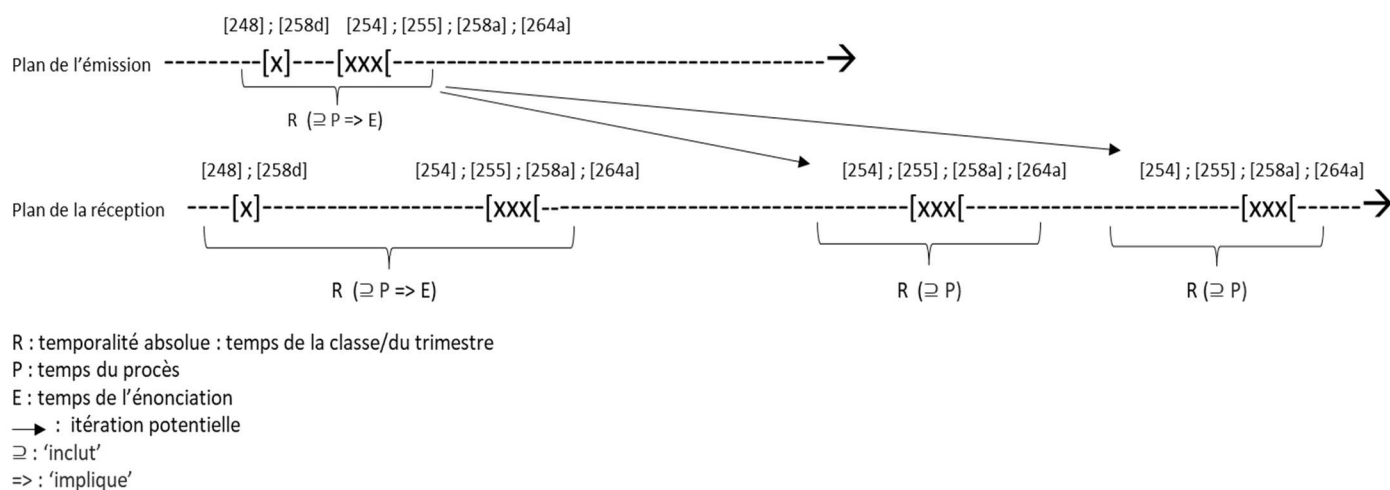 [248] ; [258d] [254] ; [255] ; [258a] ; [264a]
Plan de l’émission ----------[x]-----[xxx[-----------------------------------------------→
R (⊇ P => E)
[248] ; [258d] [254] ; [255] ; [258a] ; [264a] [254] ; [255] ; [258a] ; [264a] [254] ; [255] ; [258a] ; [264a]
Plan de la réception -----[x]-------------------------[xxx[-----------------------------------------[xxx[-------------------------------[xxx[-------→
R (⊇ P => E) R (⊇ P) R (⊇ P)
R : temporalité absolue : temps de la classe/du trimestre
P : temps du procès
E : temps de l’énonciation
→ : itération potentielle
⊇ : ‘inclut’
=> : ‘implique’